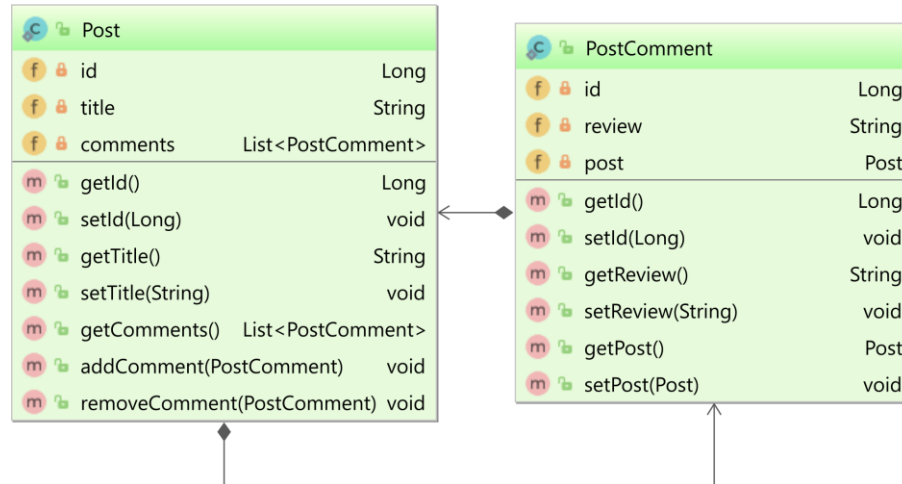 Post
id Long
title String
comments List<PostComment>
getId() Long
setId(Long) void
getTitle() String
setTitle(String) void
getComments() List<PostComment>
addComment(PostComment) void
removeComment(PostComment) void
PostComment
id Long
review String
post Post
getId() Long
setId(Long) void
getReview() String
setReview(String) void
getPost() Post
setPost(Post) void